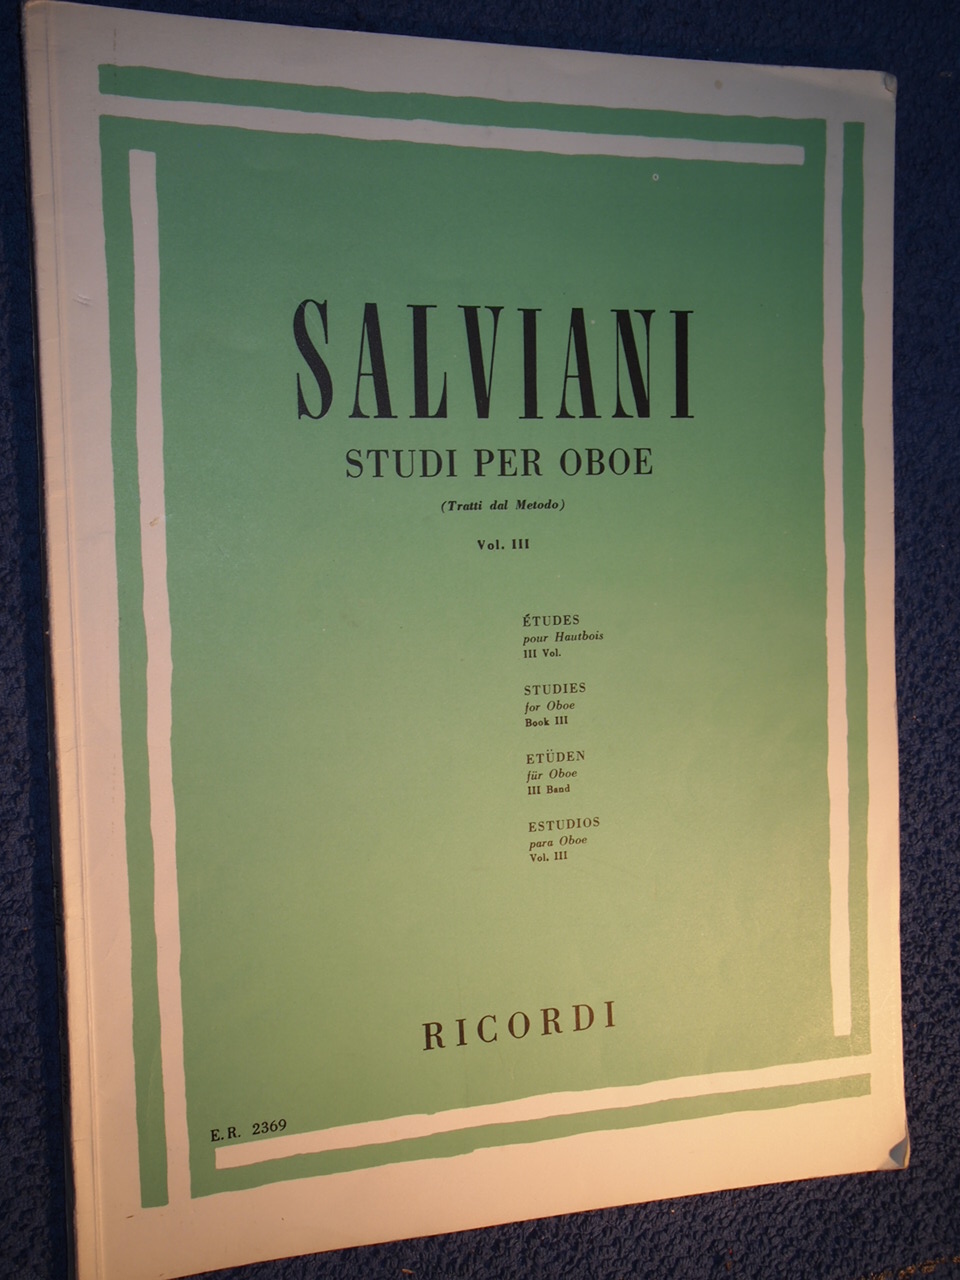 SALVIANI
STUDI PER OBOE
(Tratti dal Metodo)
Vol. III
ÉTUDES
pour Hautbois
III Vol.
STUDIES
for Oboe
Book III
ETÜDEN
für Oboe
III Band
ESTUDIOS
para Oboe
Vol. III
RICORDI
E.R. 2369